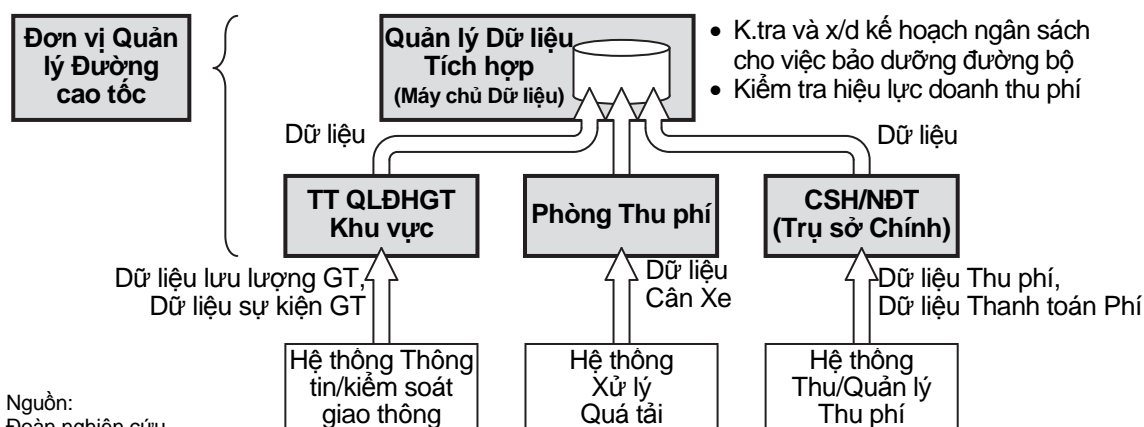 Đơn vị Quản
lý Đường
cao tốc
Quản lý Dữ liệu
Tích hợp
(Máy chủ Dữ liệu)
• K.tra và x/d kế hoạch ngân sách
cho việc bảo dưỡng đường bộ
• Kiểm tra hiệu lực doanh thu phí
Dữ liệu
Dữ liệu
TT QLĐHGT
Khu vực
Phòng Thu phí
CSH/NĐT
(Trụ sở Chính)
Dữ liệu lưu lượng GT,
Dữ liệu sự kiện GT
Dữ liệu
Cân Xe
Dữ liệu Thu phí,
Dữ liệu Thanh toán Phí
Hệ thống Thông
tin/kiểm soát
giao thông
Hệ thống
Xử lý
Quá tải
Hệ thống
Thu/Quản lý
Thu phí
Nguồn:
Đoàn nghiên cứu